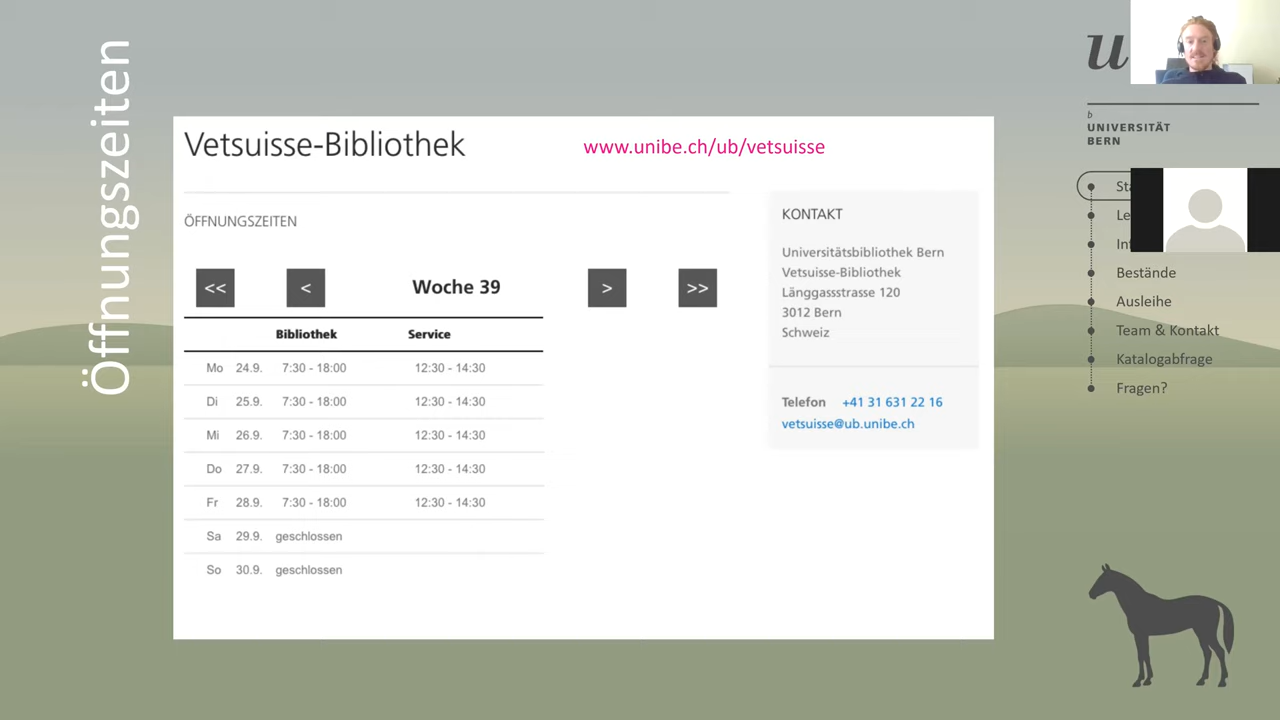 Öffnungszeiten
Vetsuisse-Bibliothek
www.unibe.ch/ub/vetsuisse
ÖFFNUNGSZEITEN
<< < Woche 39 > >>
Bibliothek Service
Mo 24.9. 7:30 - 18:00 12:30 - 14:30
Di 25.9. 7:30 - 18:00 12:30 - 14:30
Mi 26.9. 7:30 - 18:00 12:30 - 14:30
Do 27.9. 7:30 - 18:00 12:30 - 14:30
Fr 28.9. 7:30 - 18:00 12:30 - 14:30
Sa 29.9. geschlossen
So 30.9. geschlossen
KONTAKT
Universitätsbibliothek Bern
Vetsuisse-Bibliothek
Länggassstrasse 120
3012 Bern
Schweiz
Telefon +41 31 631 22 16
vetsuisse@ub.unibe.ch
u
b
UNIVERSITÄT
BERN
Bestände
Ausleihe
Team & Kontakt
Katalogabfrage
Fragen?